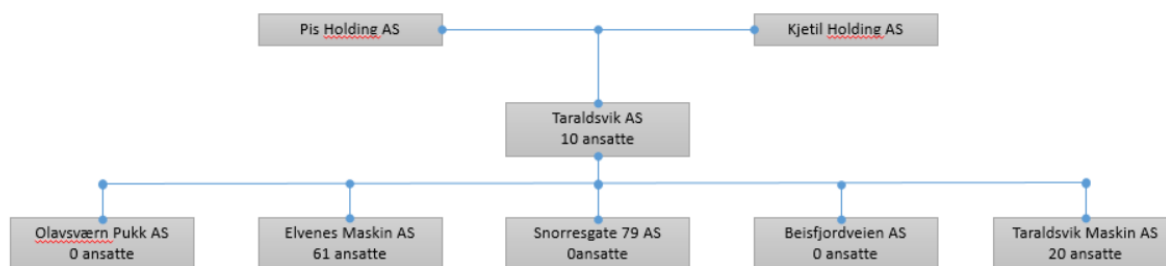 Pis Holding AS
Kjetil Holding AS
Taraldsvik AS
10 ansatte
Olavsværn Pukk AS
0 ansatte
Elvenes Maskin AS
61 ansatte
Snorresgate 79 AS
0ansatte
Beisfjordveien AS
0 ansatte
Taraldsvik Maskin AS
20 ansatte